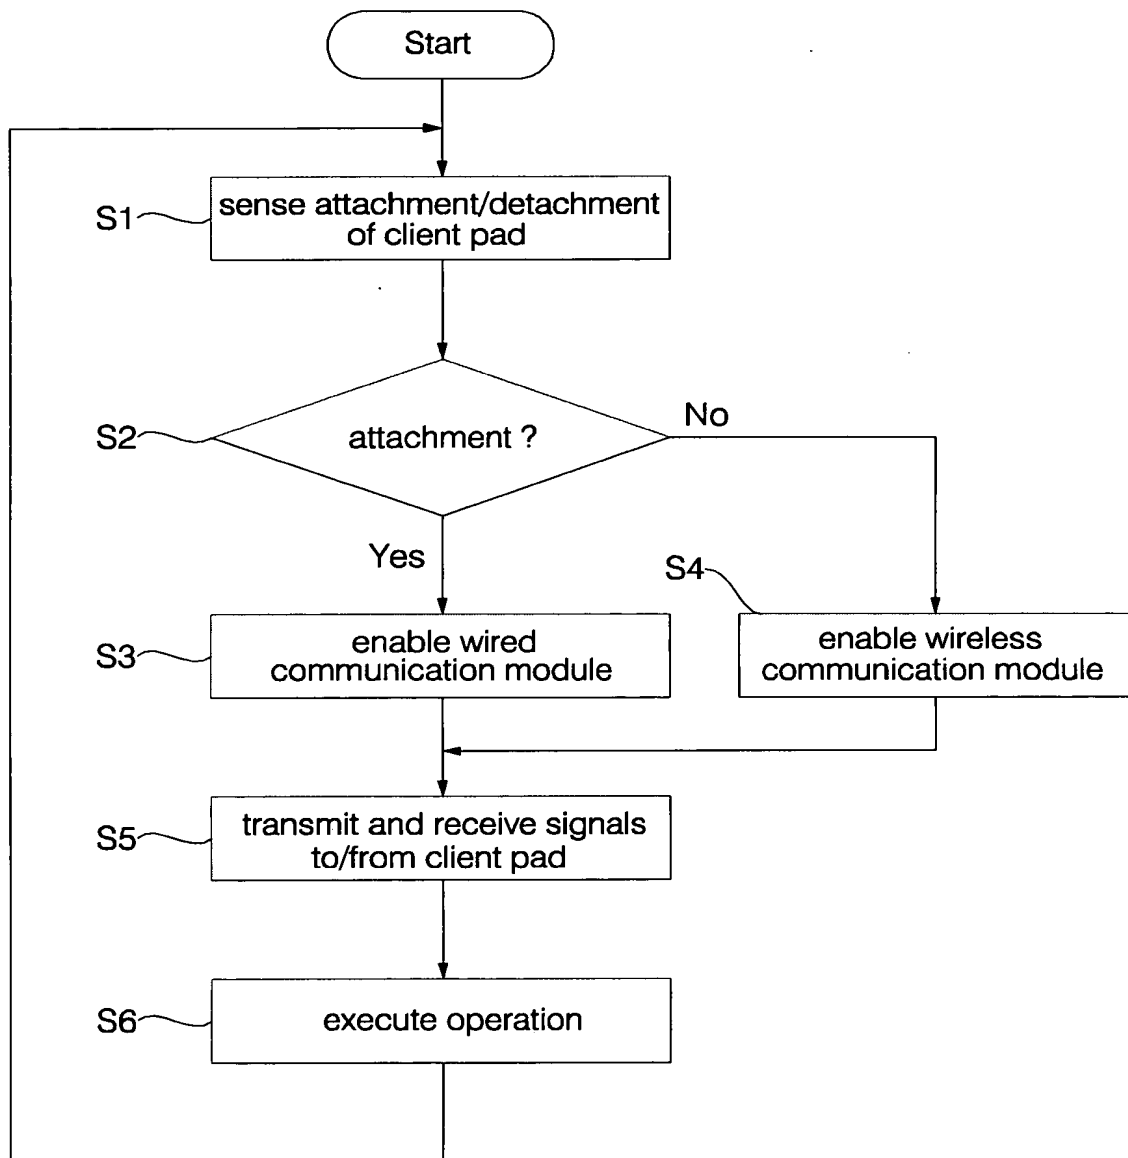 Start
S1
sense attachment/detachment
of client pad
S2
attachment ?
No
Yes
S4
S3
enable wired
communication module
enable wireless
communication module
S5
transmit and receive signals
to/from client pad
S6
execute operation